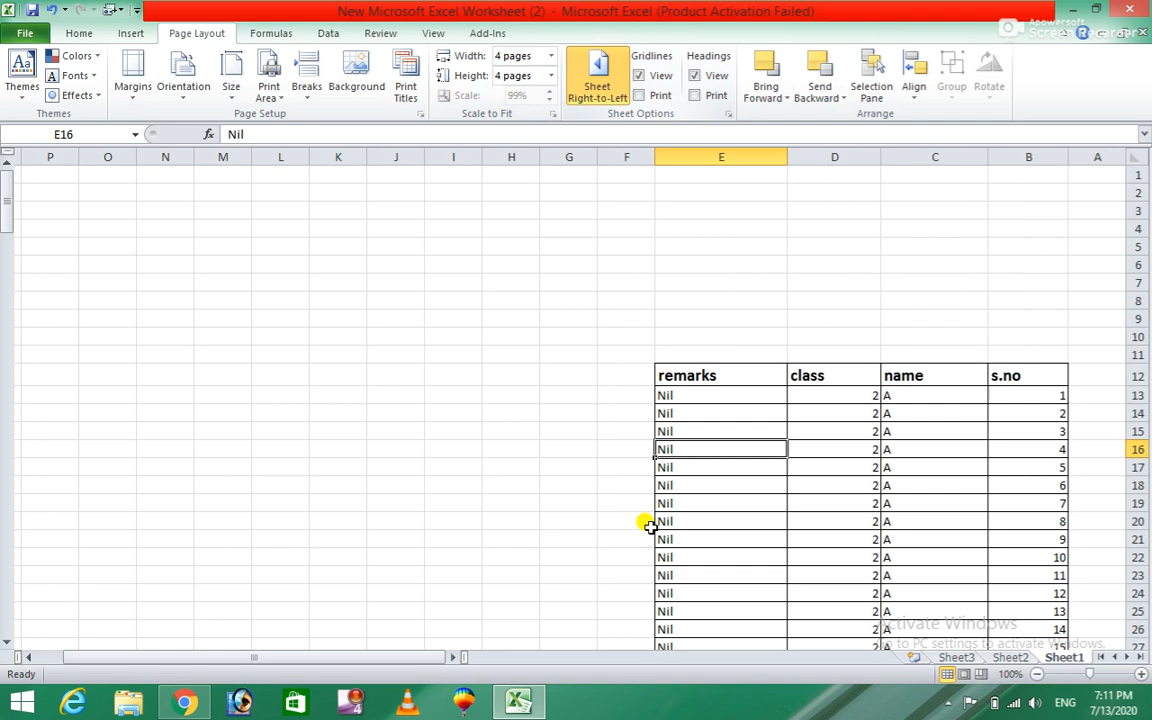 New Microsoft Excel Worksheet (2) - Microsoft Excel (Product Activation Failed)
File Home Insert Page Layout Formulas Data Review View Add-Ins
Apowersoft
Screen Recorder
Themes Colors Fonts Effects
Themes
Margins Orientation Size Print Area Breaks Background Print Titles
Page Setup
Width: 4 pages
Height: 4 pages
Scale: 99%
Scale to Fit
Sheet Right-to-Left
Gridlines View Print
Headings View Print
Sheet Options
Bring Forward Send Backward Selection Pane Align Group Rotate
Arrange
E16 fx Nil
P O N M L K J I H G F E D C B A
1
2
3
4
5
6
7
8
9
10
11
remarks class name s.no 12
Nil 2 A 1 13
Nil 2 A 2 14
Nil 2 A 3 15
Nil 2 A 4 16
Nil 2 A 5 17
Nil 2 A 6 18
Nil 2 A 7 19
Nil 2 A 8 20
Nil 2 A 9 21
Nil 2 A 10 22
Nil 2 A 11 23
Nil 2 A 12 24
Nil 2 A 13 25
Nil 2 A 14 26
Nil 2 A 15 27
Activate Windows
Go to PC settings to activate Windows.
Sheet3 Sheet2 Sheet1
Ready 100%
ENG 7:11 PM
7/13/2020